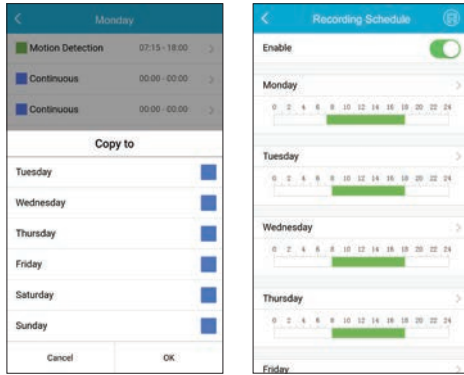 Monday
Motion Detection 07:15 - 18:00
Continuous 00:00 - 00:00
Continuous 00:00 - 00:00
Copy to
Tuesday
Wednesday
Thursday
Friday
Saturday
Sunday
Cancel OK
Recording Schedule
Enable
Monday
0 2 4 6 8 10 12 14 16 18 20 22 24
Tuesday
0 2 4 6 8 10 12 14 16 18 20 22 24
Wednesday
0 2 4 6 8 10 12 14 16 18 20 22 24
Thursday
0 2 4 6 8 10 12 14 16 18 20 22 24
Friday